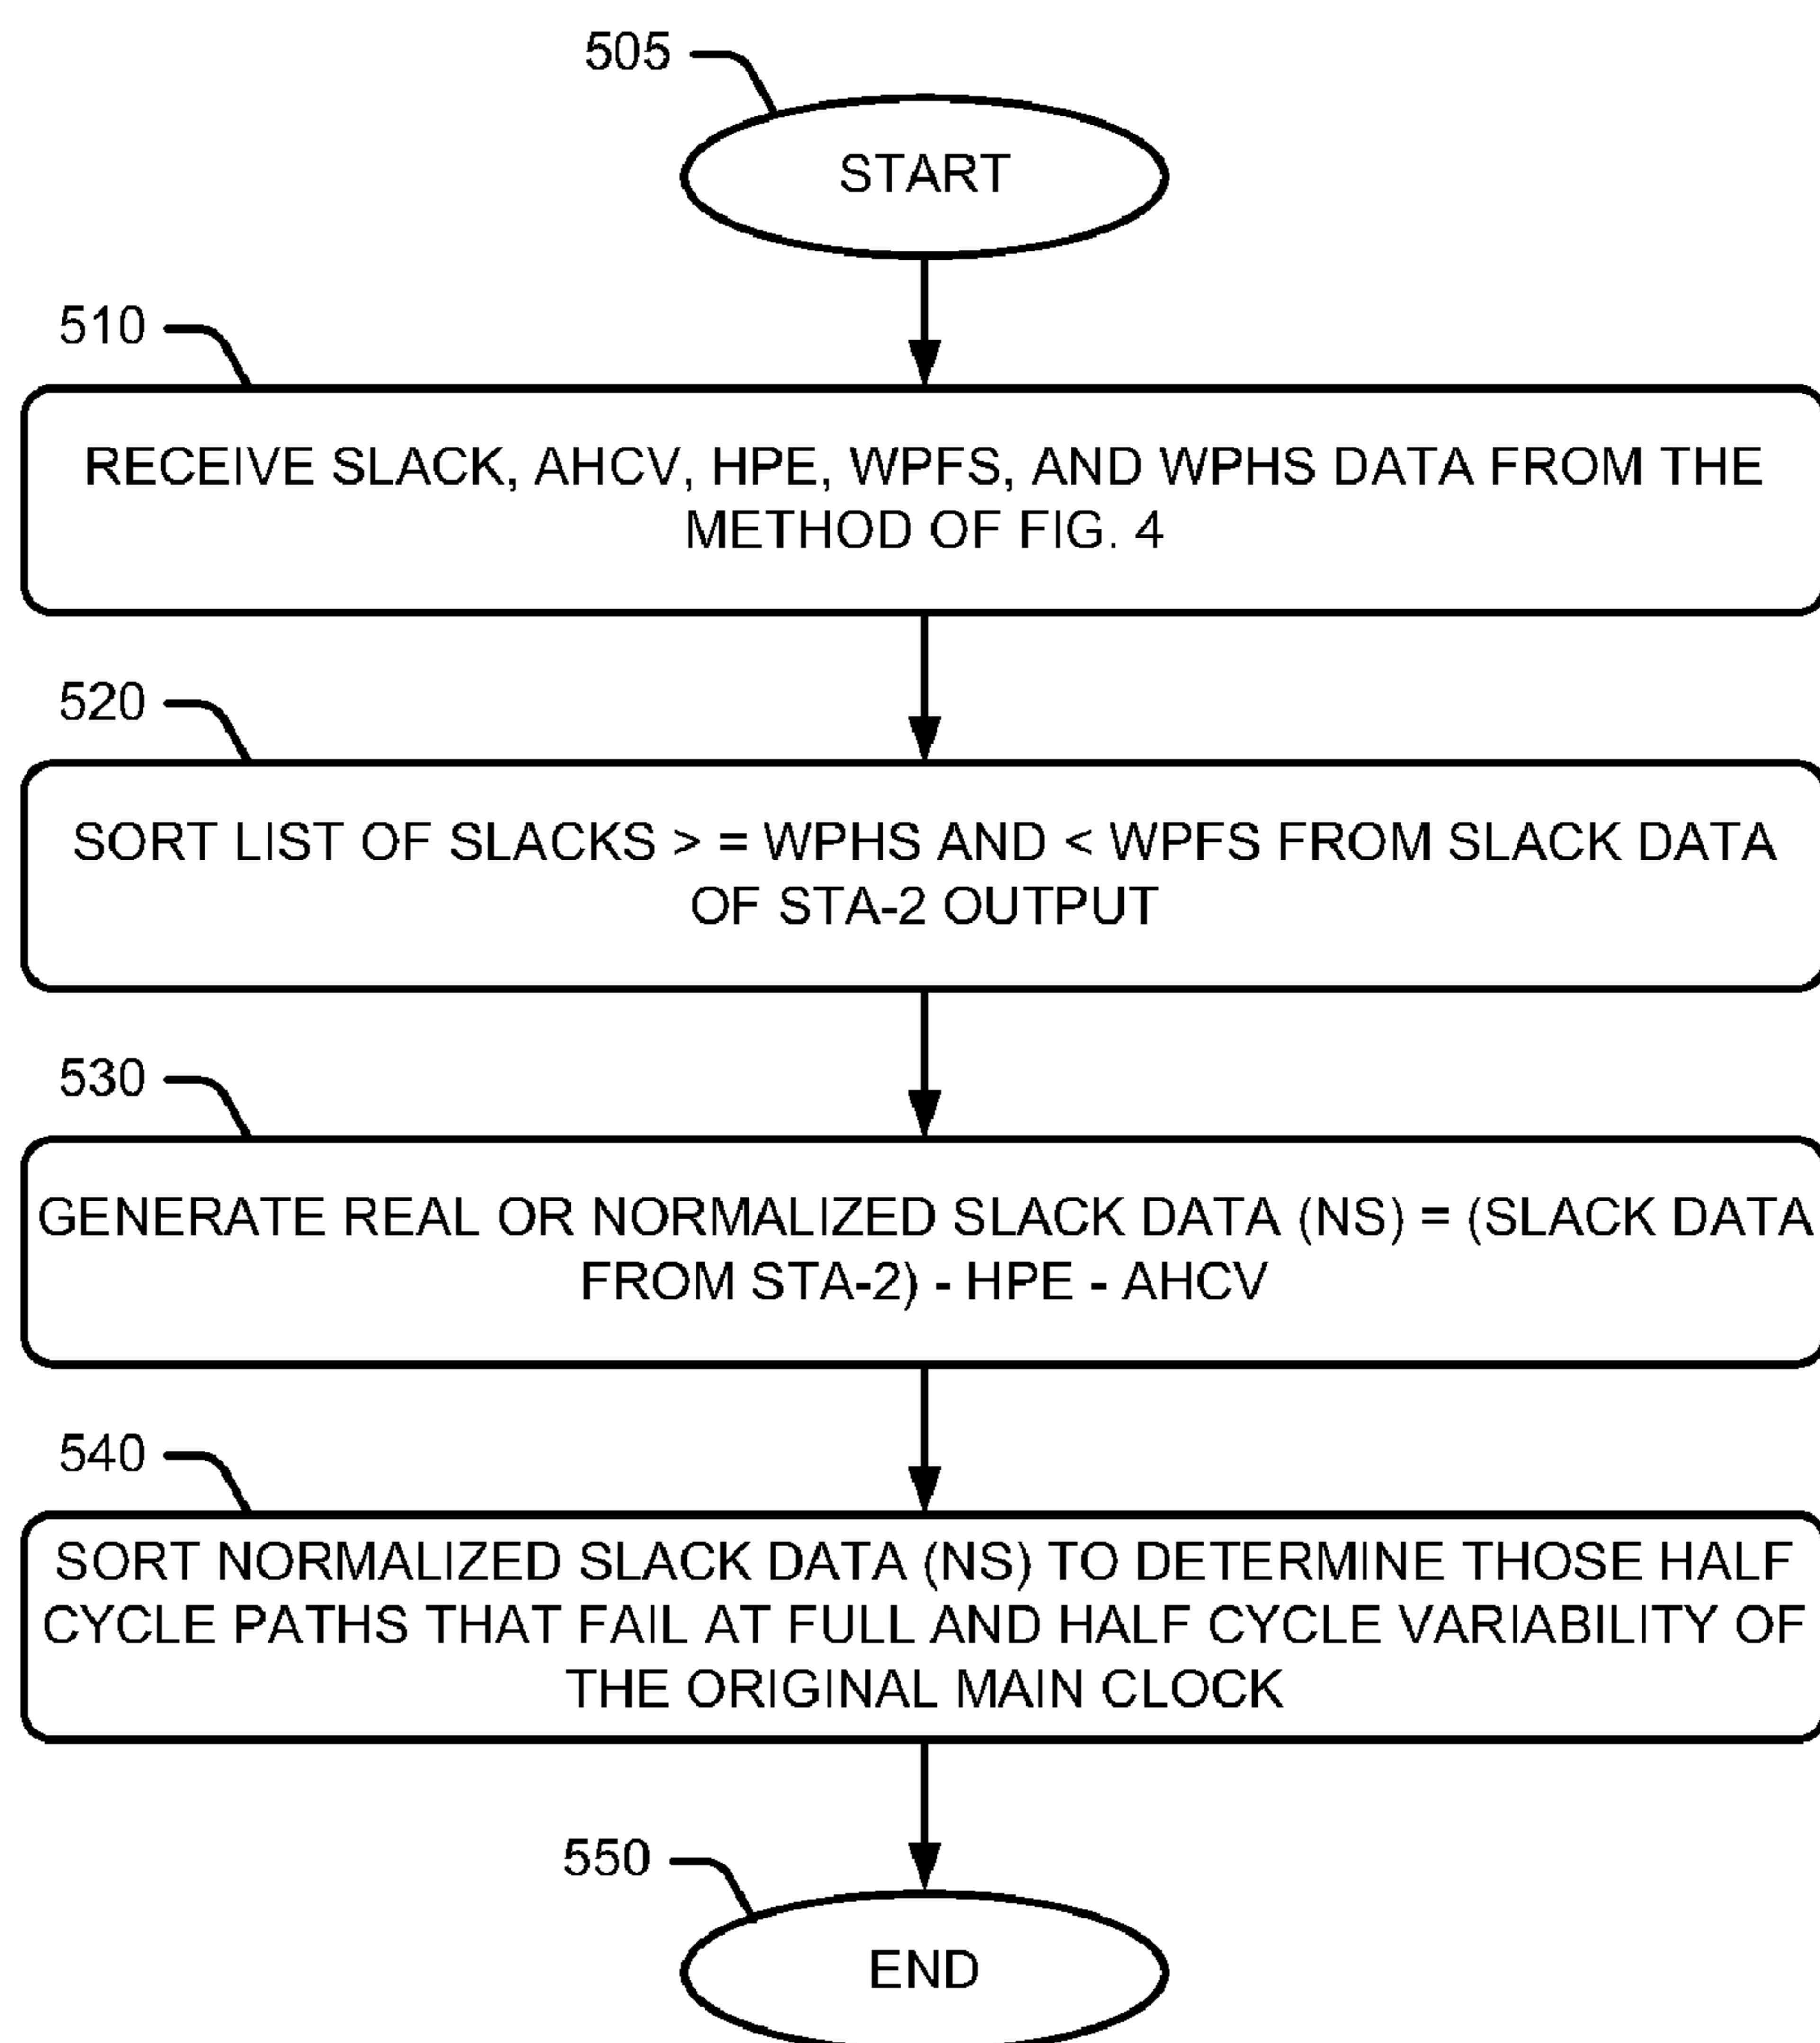 505
START
510
RECEIVE SLACK, AHCV, HPE, WPFS, AND WPHS DATA FROM THE
METHOD OF FIG. 4
520
SORT LIST OF SLACKS > = WPHS AND < WPFS FROM SLACK DATA
OF STA-2 OUTPUT
530
GENERATE REAL OR NORMALIZED SLACK DATA (NS) = (SLACK DATA
FROM STA-2) - HPE - AHCV
540
SORT NORMALIZED SLACK DATA (NS) TO DETERMINE THOSE HALF
CYCLE PATHS THAT FAIL AT FULL AND HALF CYCLE VARIABILITY OF
THE ORIGINAL MAIN CLOCK
550
END